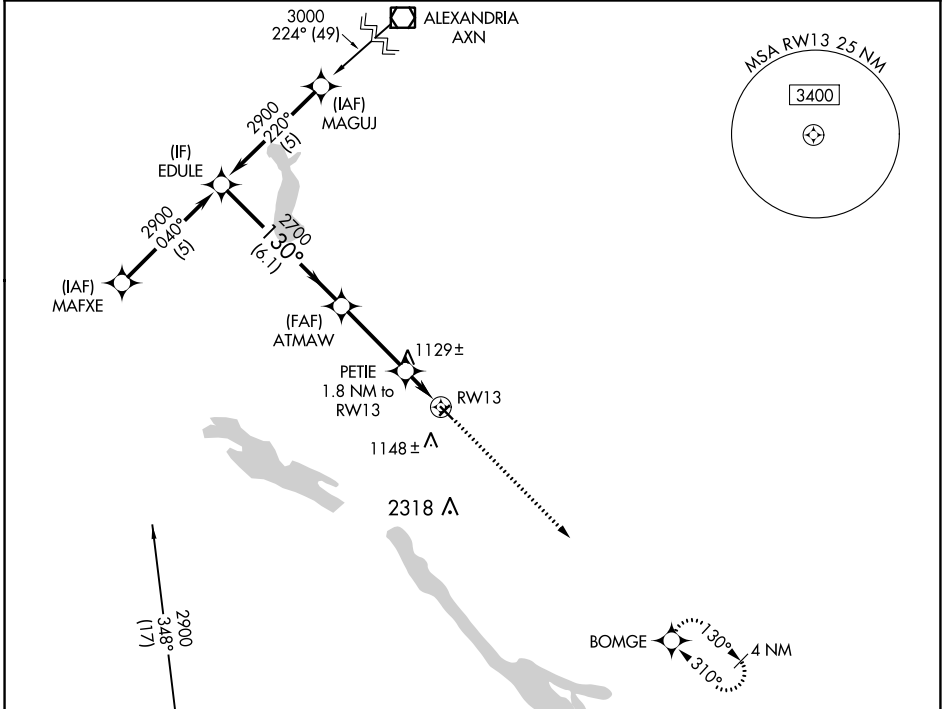 3000
224° (49)
ALEXANDRIA
AXN
MSA RW13 25 NM
3400
(IAF)
MAGUJ
2900
220°
(5)
(IF)
EDULE
2900
040°
(5)
2700
130°
(6.1)
(IAF)
MAFXE
(FAF)
ATMAW
1129±
PETIE
1.8 NM to
RW13
RW13
1148±
2318
2900
348°
(17)
BOMGE
130°
310°
4 NM